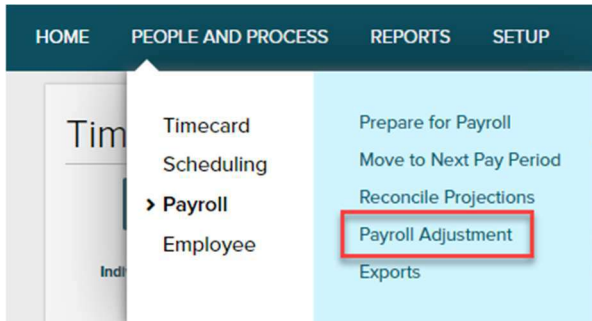 HOME PEOPLE AND PROCESS REPORTS SETUP
Tim
Timecard
Scheduling
Payroll
Employee
Prepare for Payroll
Move to Next Pay Period
Reconcile Projections
Payroll Adjustment
Exports
Indi